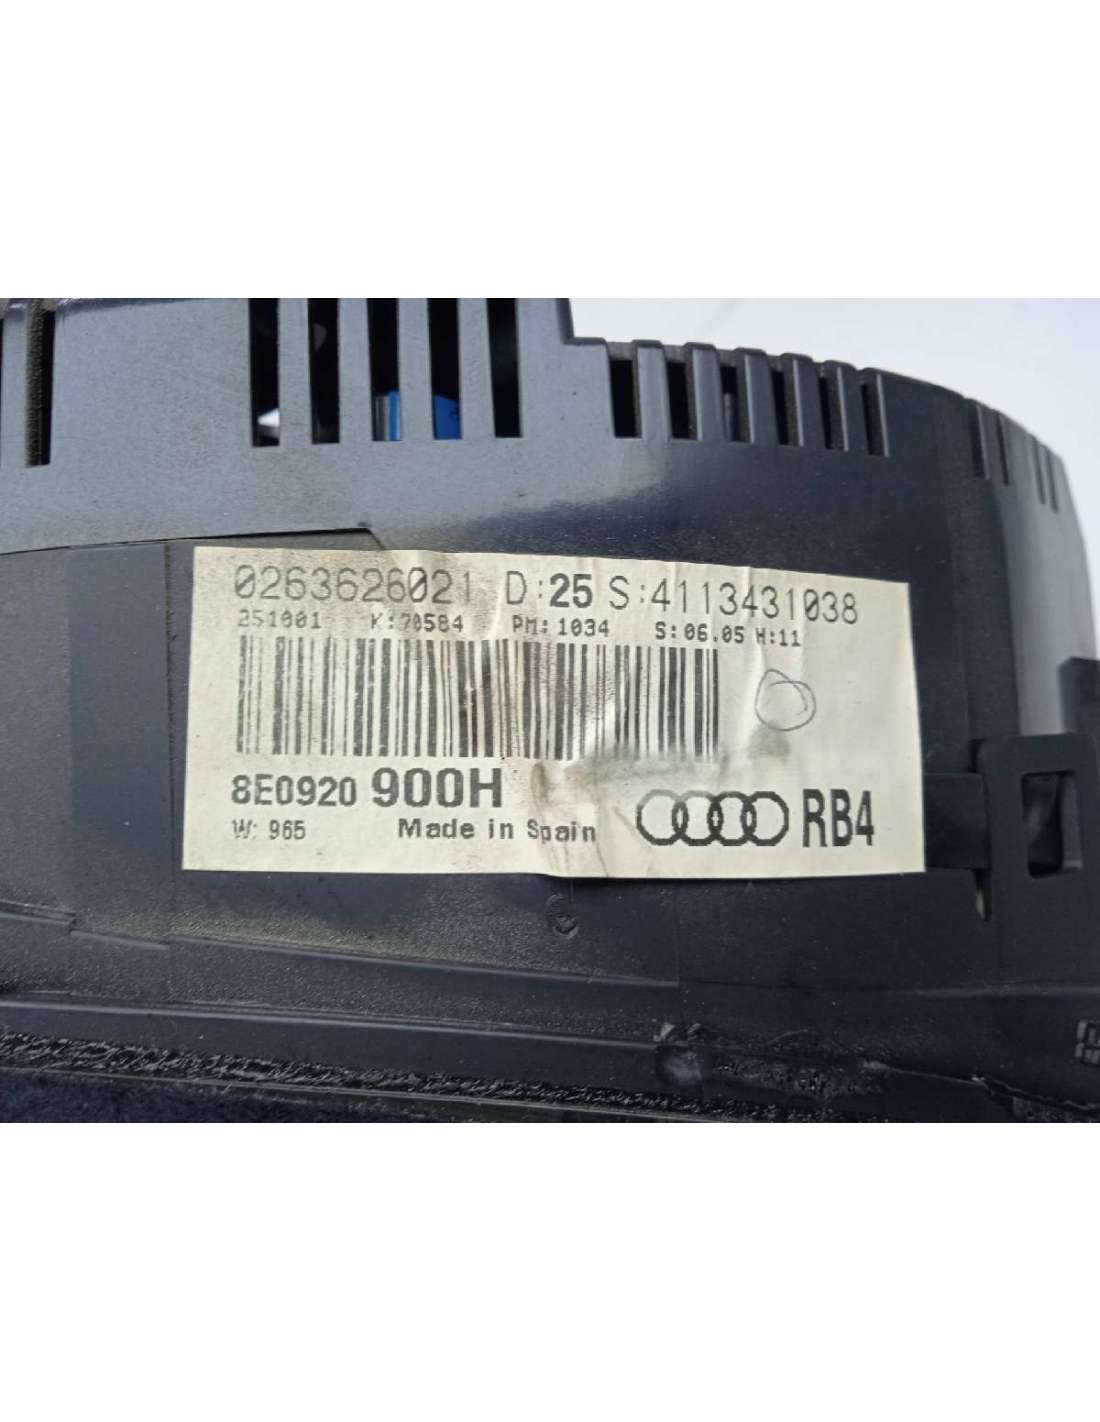 0263626021 D:25 S:4113431038
251001 K:70584 PM:1034 S:06.05 H:11
8E0920 900H
W: 965 Made in Spain RB4